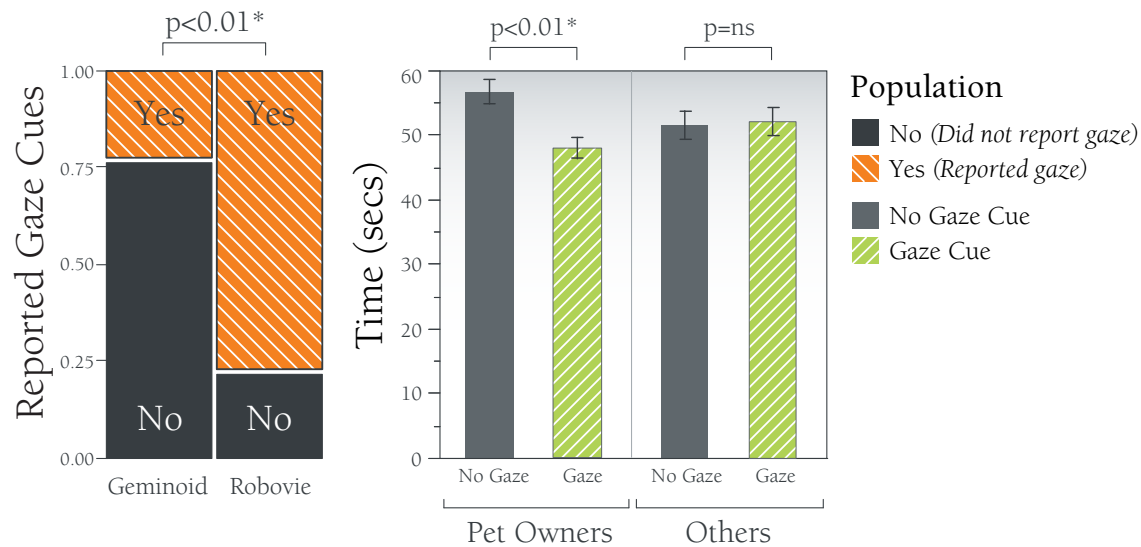 p<0.01*
Reported Gaze Cues
1.00
0.75
0.50
0.25
0.00
Yes
Yes
No
No
Geminoid
Robovie
p<0.01*
p=ns
Time (secs)
60
50
40
30
20
10
0
No Gaze
Gaze
No Gaze
Gaze
Pet Owners
Others
Population
No (Did not report gaze)
Yes (Reported gaze)
No Gaze Cue
Gaze Cue